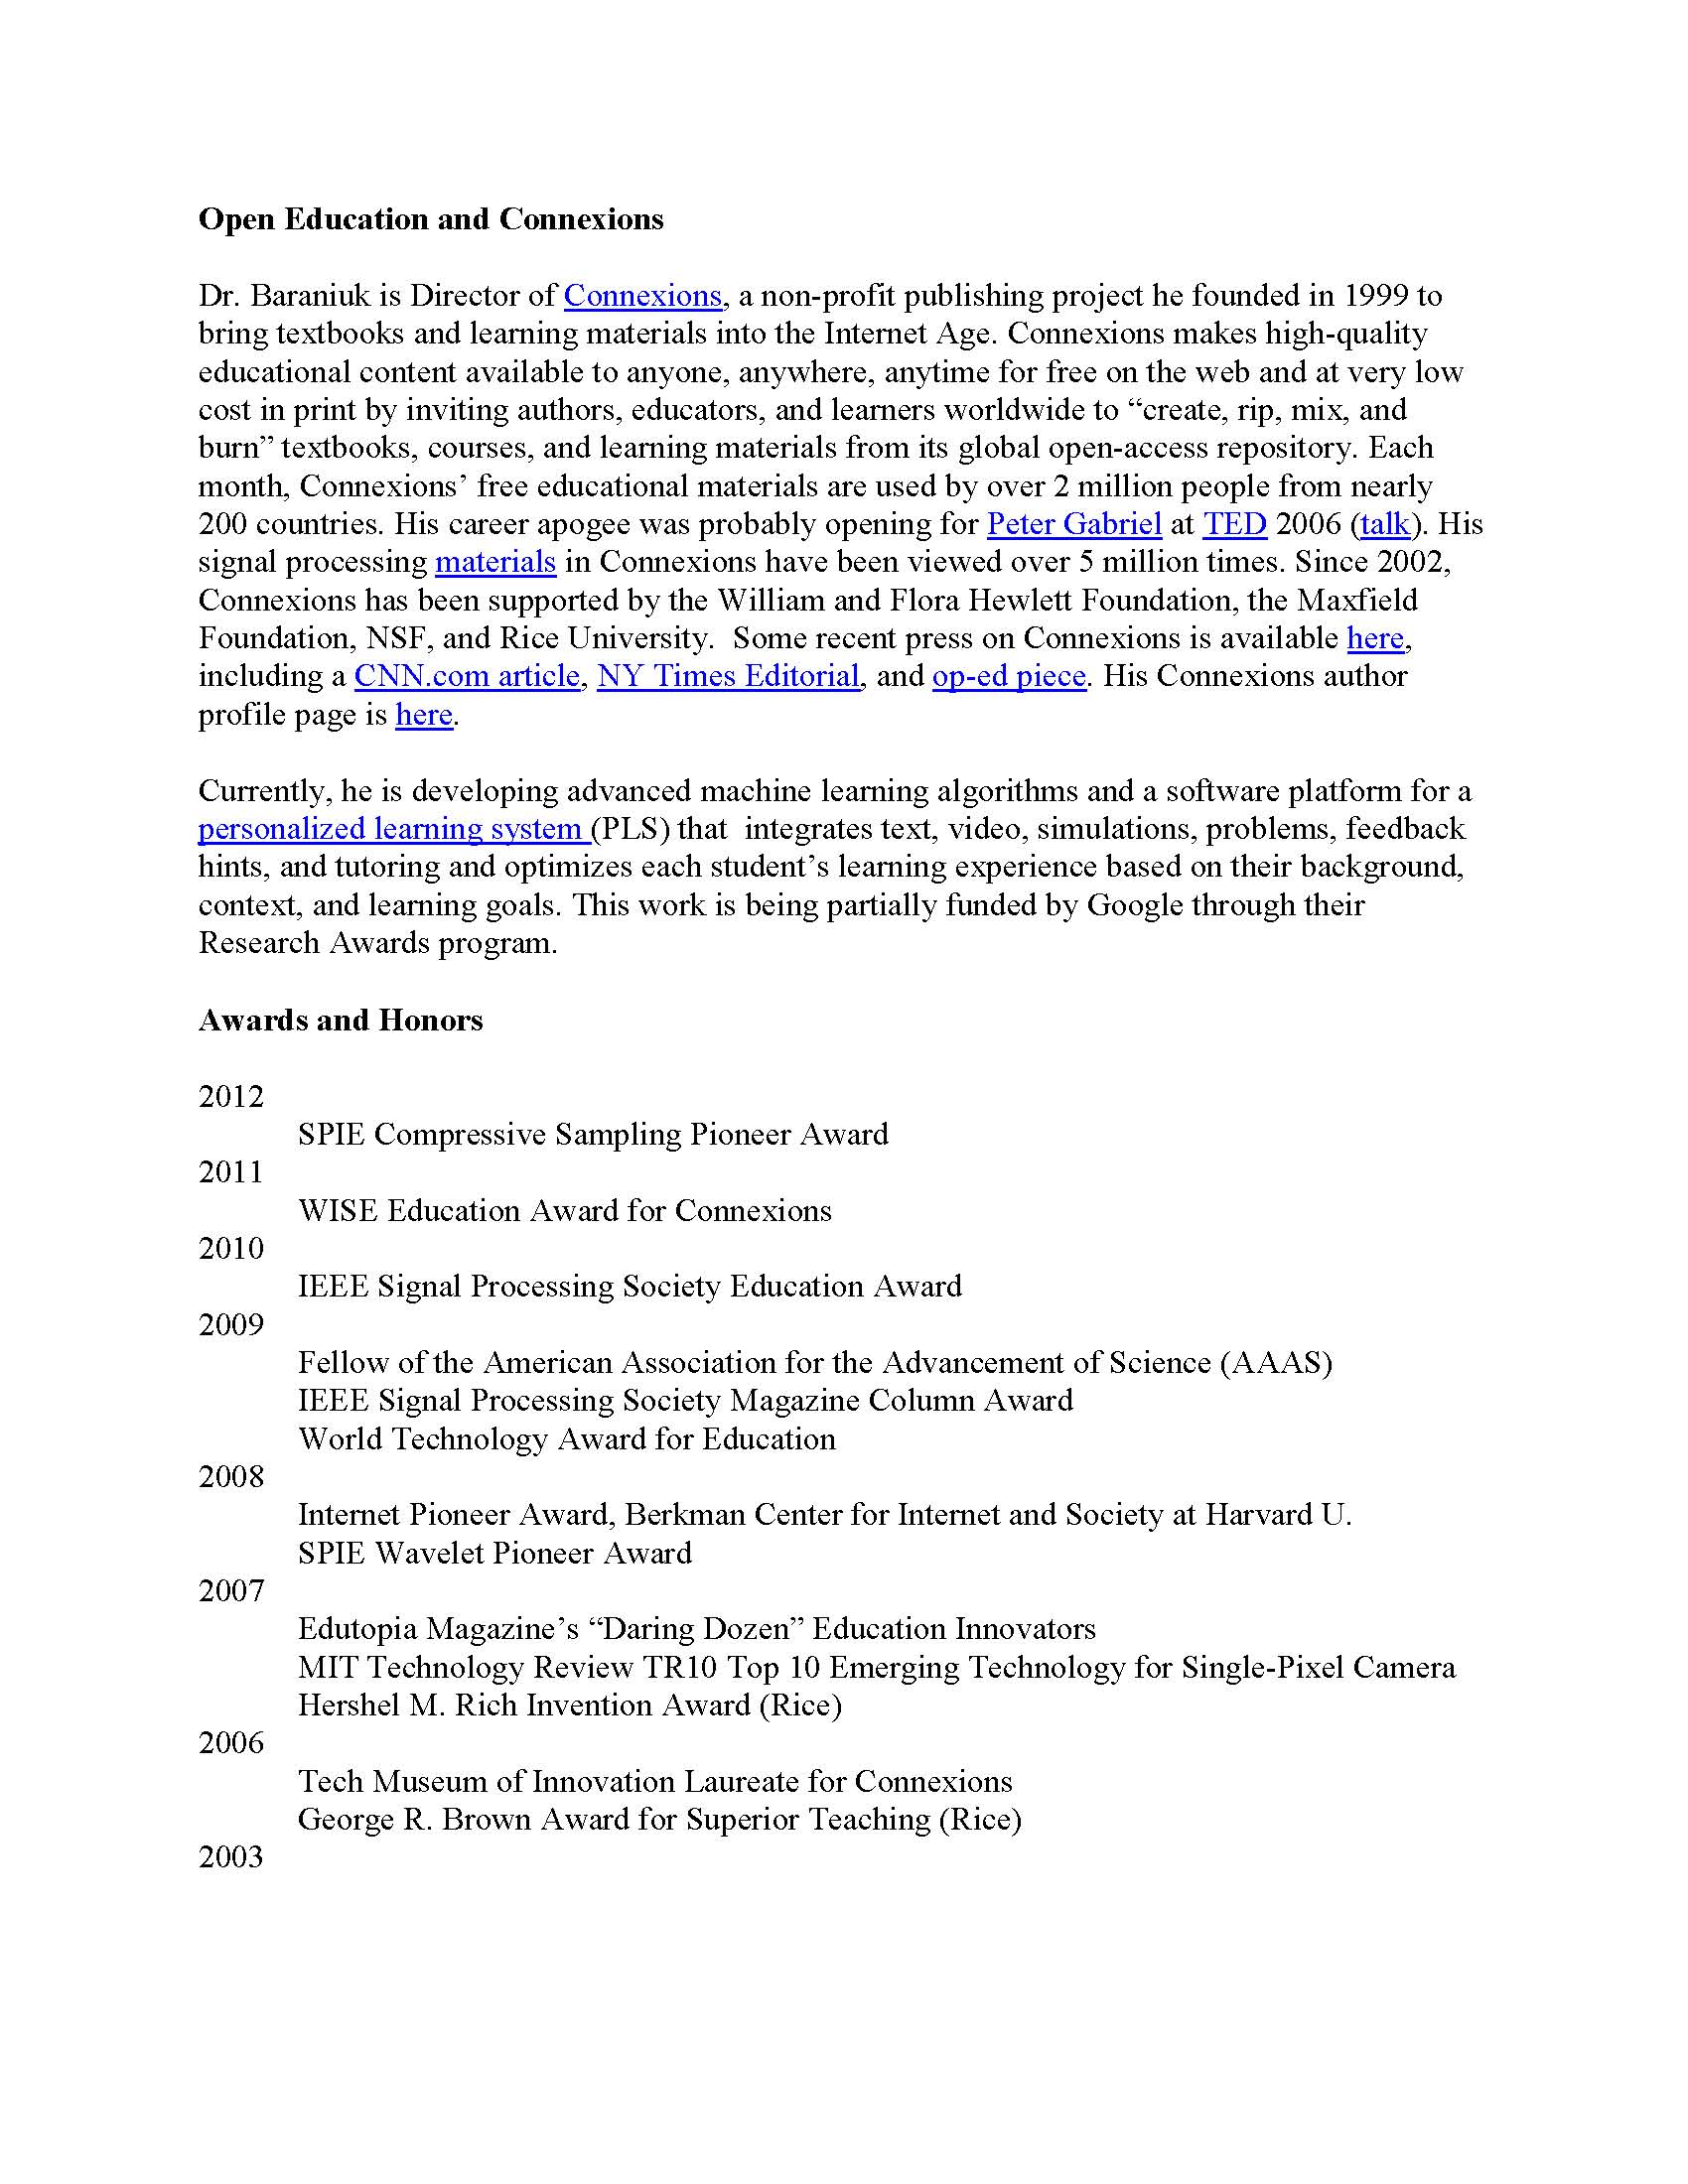 Open Education and Connexions
Dr. Baraniuk is Director of Connexions, a non-profit publishing project he founded in 1999 to
bring textbooks and learning materials into the Internet Age. Connexions makes high-quality
educational content available to anyone, anywhere, anytime for free on the web and at very low
cost in print by inviting authors, educators, and learners worldwide to “create, rip, mix, and
burn” textbooks, courses, and learning materials from its global open-access repository. Each
month, Connexions’ free educational materials are used by over 2 million people from nearly
200 countries. His career apogee was probably opening for Peter Gabriel at TED 2006 (talk). His
signal processing materials in Connexions have been viewed over 5 million times. Since 2002,
Connexions has been supported by the William and Flora Hewlett Foundation, the Maxfield
Foundation, NSF, and Rice University.  Some recent press on Connexions is available here,
including a CNN.com article, NY Times Editorial, and op-ed piece. His Connexions author
profile page is here.
Currently, he is developing advanced machine learning algorithms and a software platform for a
personalized learning system (PLS) that  integrates text, video, simulations, problems, feedback
hints, and tutoring and optimizes each student’s learning experience based on their background,
context, and learning goals. This work is being partially funded by Google through their
Research Awards program.
Awards and Honors
2012
SPIE Compressive Sampling Pioneer Award
2011
WISE Education Award for Connexions
2010
IEEE Signal Processing Society Education Award
2009
Fellow of the American Association for the Advancement of Science (AAAS)
IEEE Signal Processing Society Magazine Column Award
World Technology Award for Education
2008
Internet Pioneer Award, Berkman Center for Internet and Society at Harvard U.
SPIE Wavelet Pioneer Award
2007
Edutopia Magazine’s “Daring Dozen” Education Innovators
MIT Technology Review TR10 Top 10 Emerging Technology for Single-Pixel Camera
Hershel M. Rich Invention Award (Rice)
2006
Tech Museum of Innovation Laureate for Connexions
George R. Brown Award for Superior Teaching (Rice)
2003